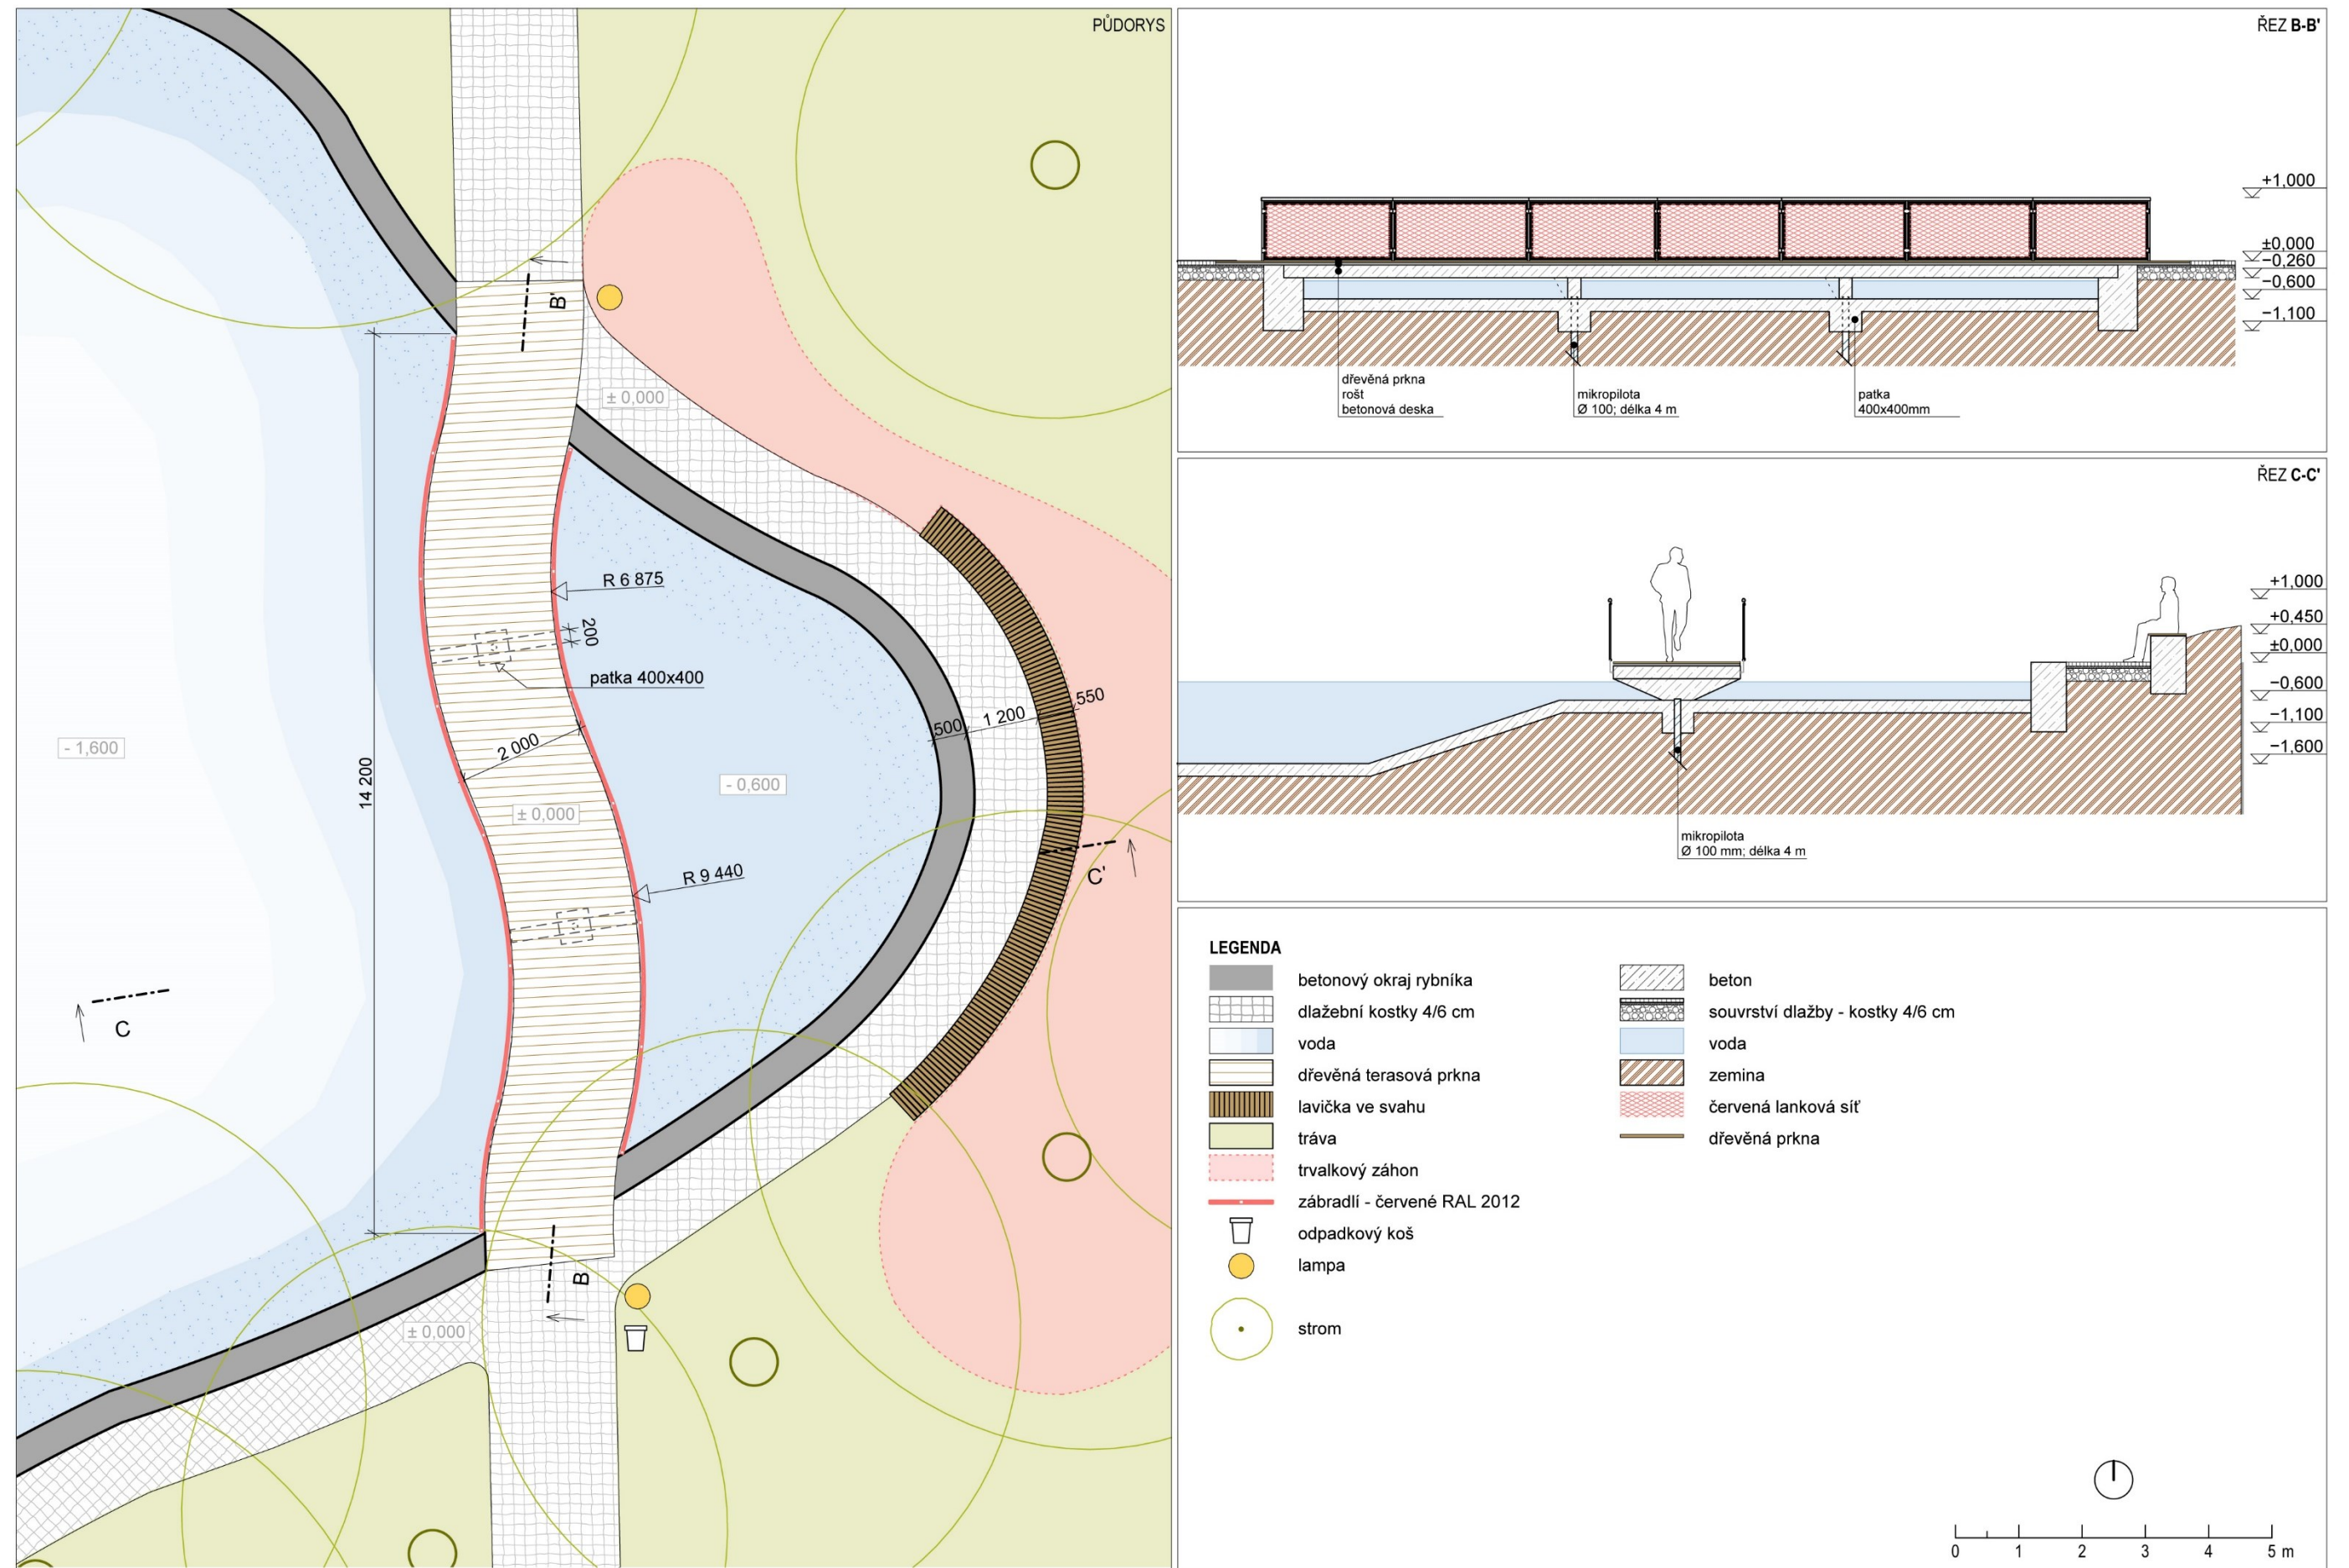 PŮDORYS
B'
± 0,000
R 6 875
200
patka 400x400
550
1 200
500
2 000
- 1,600
14 200
- 0,600
± 0,000
R 9 440
C'
C
B
± 0,000
ŘEZ B-B'
+1,000
±0,000
−0,260
−0,600
−1,100
dřevěná prkna
rošt
betonová deska
mikropilota
Ø 100; délka 4 m
patka
400x400mm
ŘEZ C-C'
+1,000
+0,450
±0,000
−0,600
−1,100
−1,600
mikropilota
Ø 100 mm; délka 4 m
LEGENDA
betonový okraj rybníka
dlažební kostky 4/6 cm
voda
dřevěná terasová prkna
lavička ve svahu
tráva
trvalkový záhon
zábradlí - červené RAL 2012
odpadkový koš
lampa
strom
beton
souvrství dlažby - kostky 4/6 cm
voda
zemina
červená lanková síť
dřevěná prkna
0 1 2 3 4 5 m